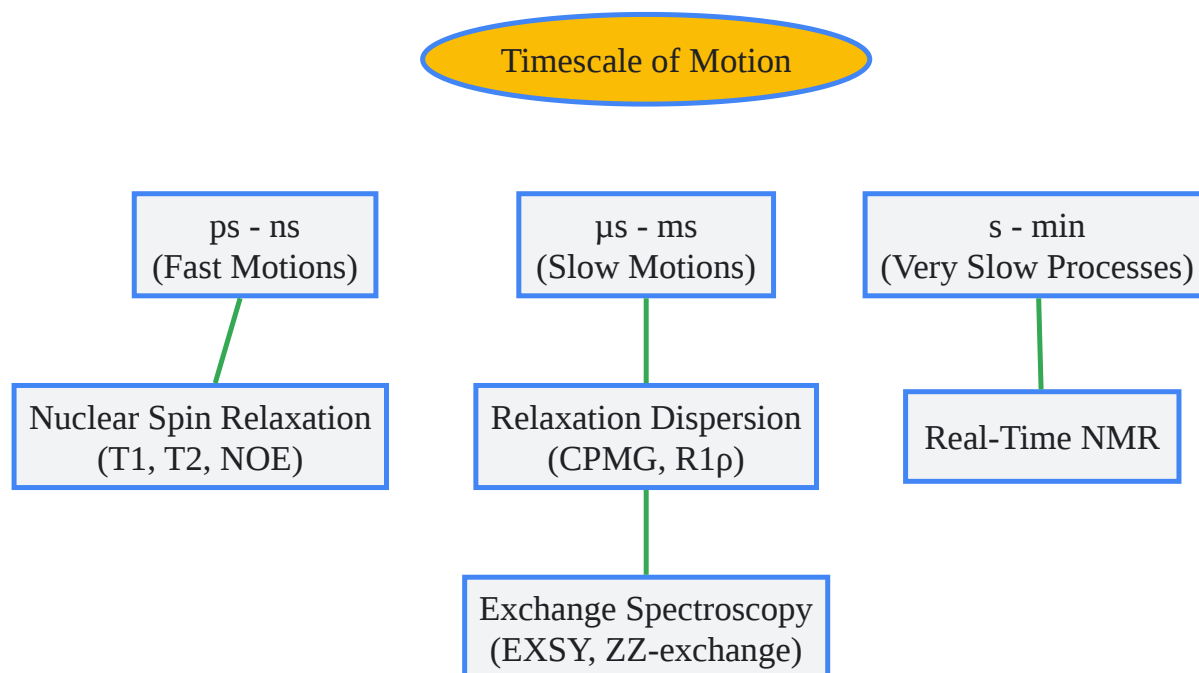 Timescale of Motion
ps - ns
(Fast Motions)
µs - ms
(Slow Motions)
s - min
(Very Slow Processes)
Nuclear Spin Relaxation
(T1, T2, NOE)
Relaxation Dispersion
(CPMG, R1ρ)
Real-Time NMR
Exchange Spectroscopy
(EXSY, ZZ-exchange)